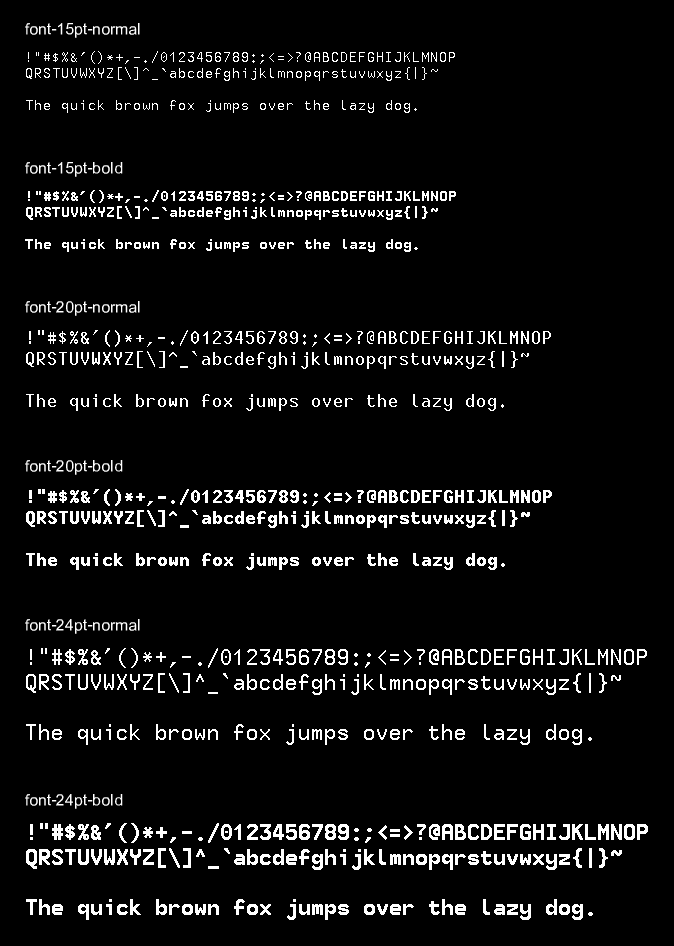 font-15pt-normal
!"#$%&´()*+,-./0123456789:;<=>?@ABCDEFGHIJKLMNOP
QRSTUVWXYZ[\]^_`abcdefghijklmnopqrstuvwxyz{|}~
The quick brown fox jumps over the lazy dog.
font-15pt-bold
!"#$%&´()*+,-./0123456789:;<=>?@ABCDEFGHIJKLMNOP
QRSTUVWXYZ[\]^_`abcdefghijklmnopqrstuvwxyz{|}~
The quick brown fox jumps over the lazy dog.
font-20pt-normal
!"#$%&´()*+,-./0123456789:;<=>?@ABCDEFGHIJKLMNOP
QRSTUVWXYZ[\]^_`abcdefghijklmnopqrstuvwxyz{|}~
The quick brown fox jumps over the lazy dog.
font-20pt-bold
!"#$%&´()*+,-./0123456789:;<=>?@ABCDEFGHIJKLMNOP
QRSTUVWXYZ[\]^_`abcdefghijklmnopqrstuvwxyz{|}~
The quick brown fox jumps over the lazy dog.
font-24pt-normal
!"#$%&´()*+,-./0123456789:;<=>?@ABCDEFGHIJKLMNOP
QRSTUVWXYZ[\]^_`abcdefghijklmnopqrstuvwxyz{|}~
The quick brown fox jumps over the lazy dog.
font-24pt-bold
!"#$%&´()*+,-./0123456789:;<=>?@ABCDEFGHIJKLMNOP
QRSTUVWXYZ[\]^_`abcdefghijklmnopqrstuvwxyz{|}~
The quick brown fox jumps over the lazy dog.